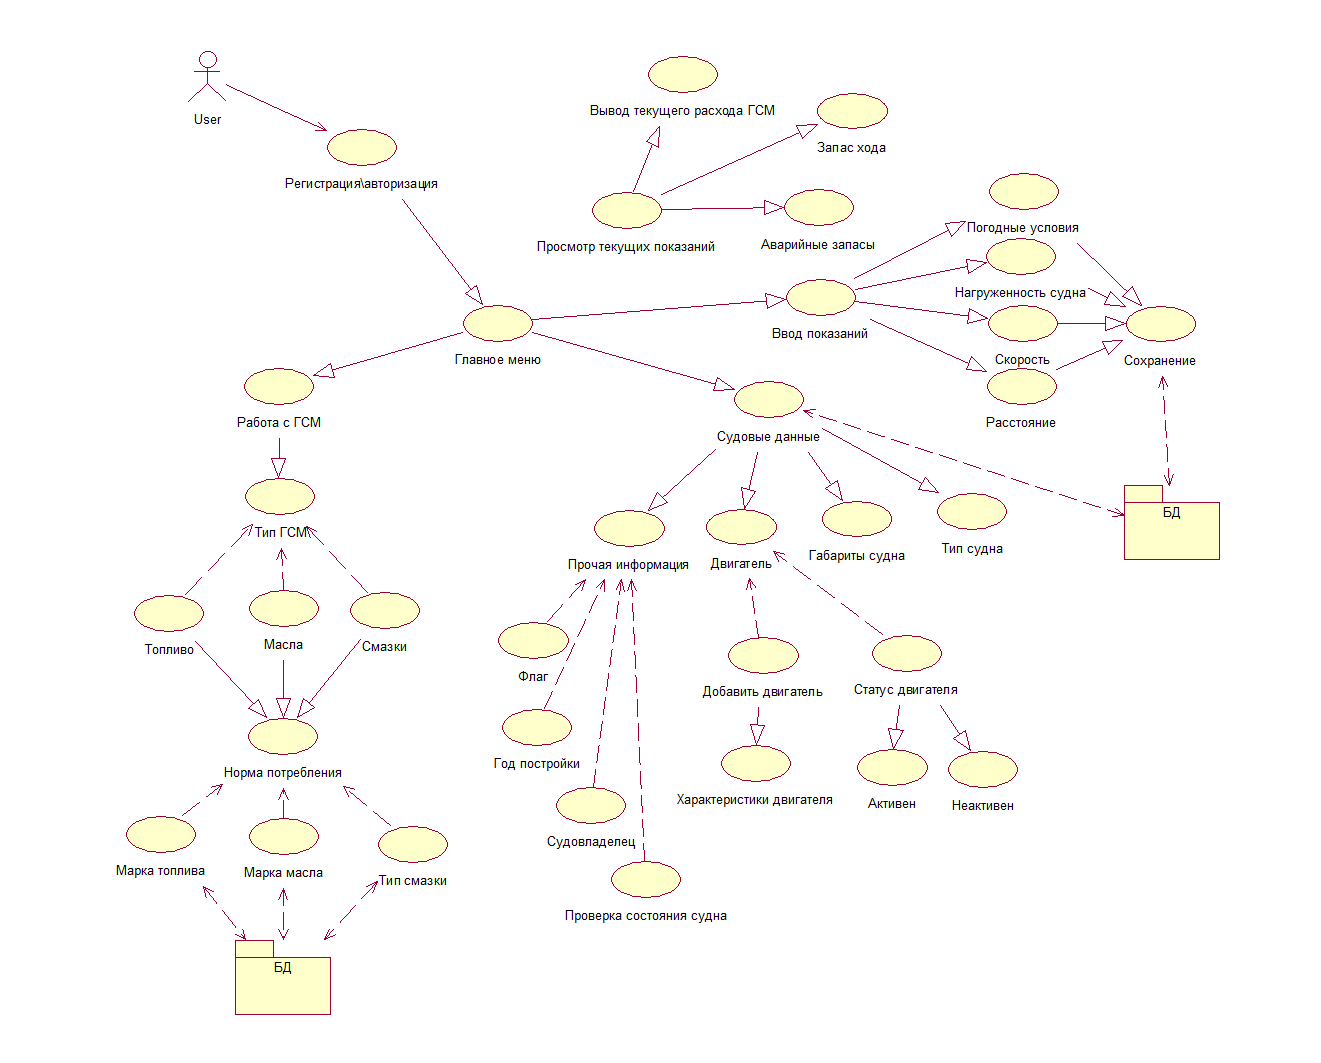 User
Вывод текущего расхода ГСМ
Запас хода
Регистрация\авторизация
Просмотр текущих показаний
Аварийные запасы
Погодные условия
Нагруженность судна
Ввод показаний
Главное меню
Скорость
Сохранение
Работа с ГСМ
Судовые данные
Расстояние
Тип ГСМ
БД
Прочая информация
Двигатель
Габариты судна
Тип судна
Топливо
Масла
Смазки
Флаг
Добавить двигатель
Статус двигателя
Год постройки
Норма потребления
Характеристики двигателя
Активен
Неактивен
Судовладелец
Марка топлива
Марка масла
Тип смазки
Проверка состояния судна
БД